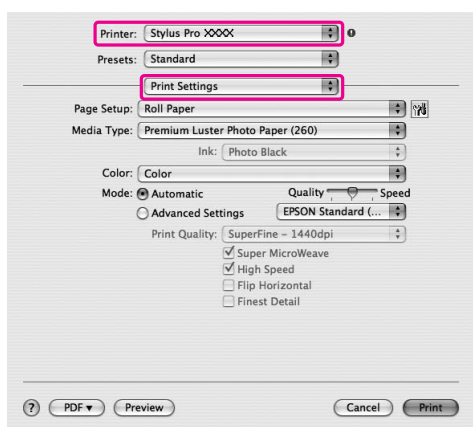 Printer: Stylus Pro XXXX
Presets: Standard
Print Settings
Page Setup: Roll Paper
Media Type: Premium Luster Photo Paper (260)
Ink: Photo Black
Color: Color
Mode: Automatic Quality Speed
Advanced Settings EPSON Standard (...
Print Quality: SuperFine – 1440dpi
Super MicroWeave
High Speed
Flip Horizontal
Finest Detail
? PDF▼ Preview Cancel Print